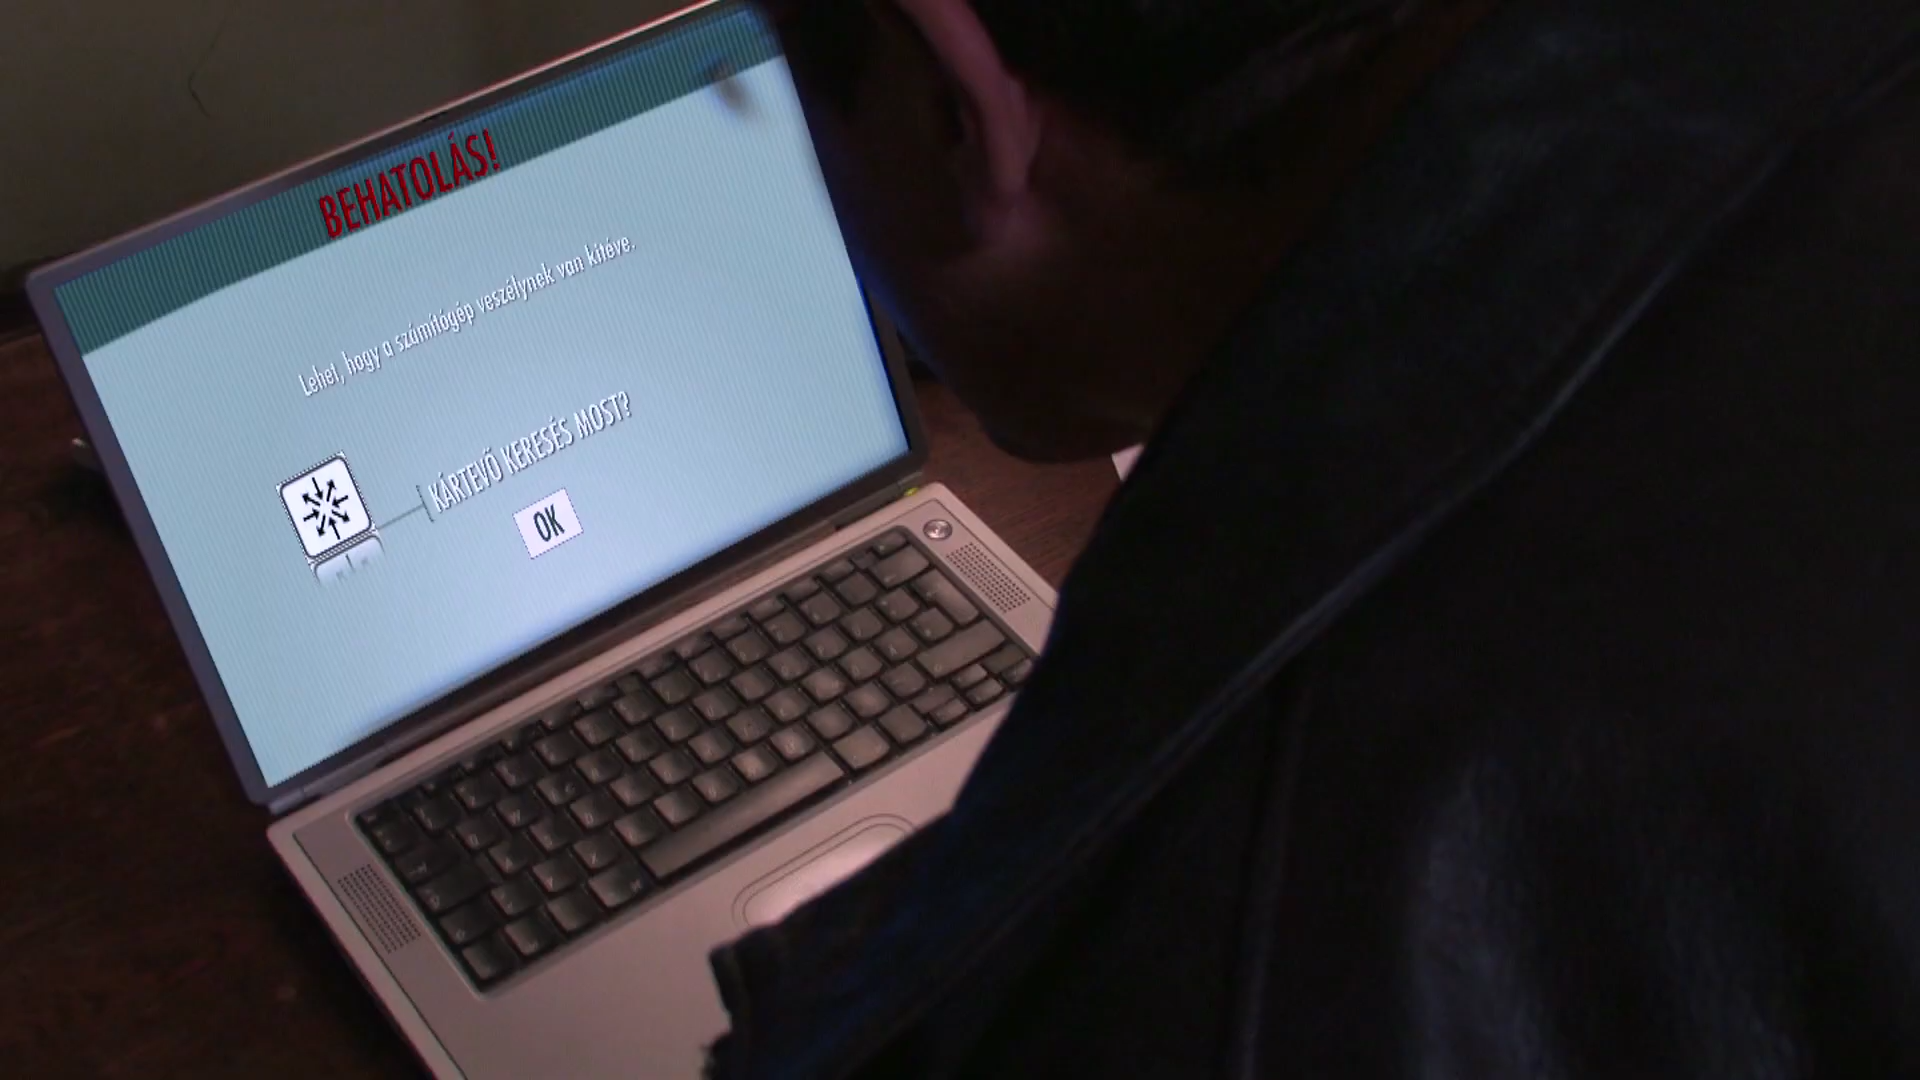 BEHATOLÁS!
Lehet, hogy a számítógép veszélynek van kitéve.
KÁRTEVŐ KERESÉS MOST?
OK